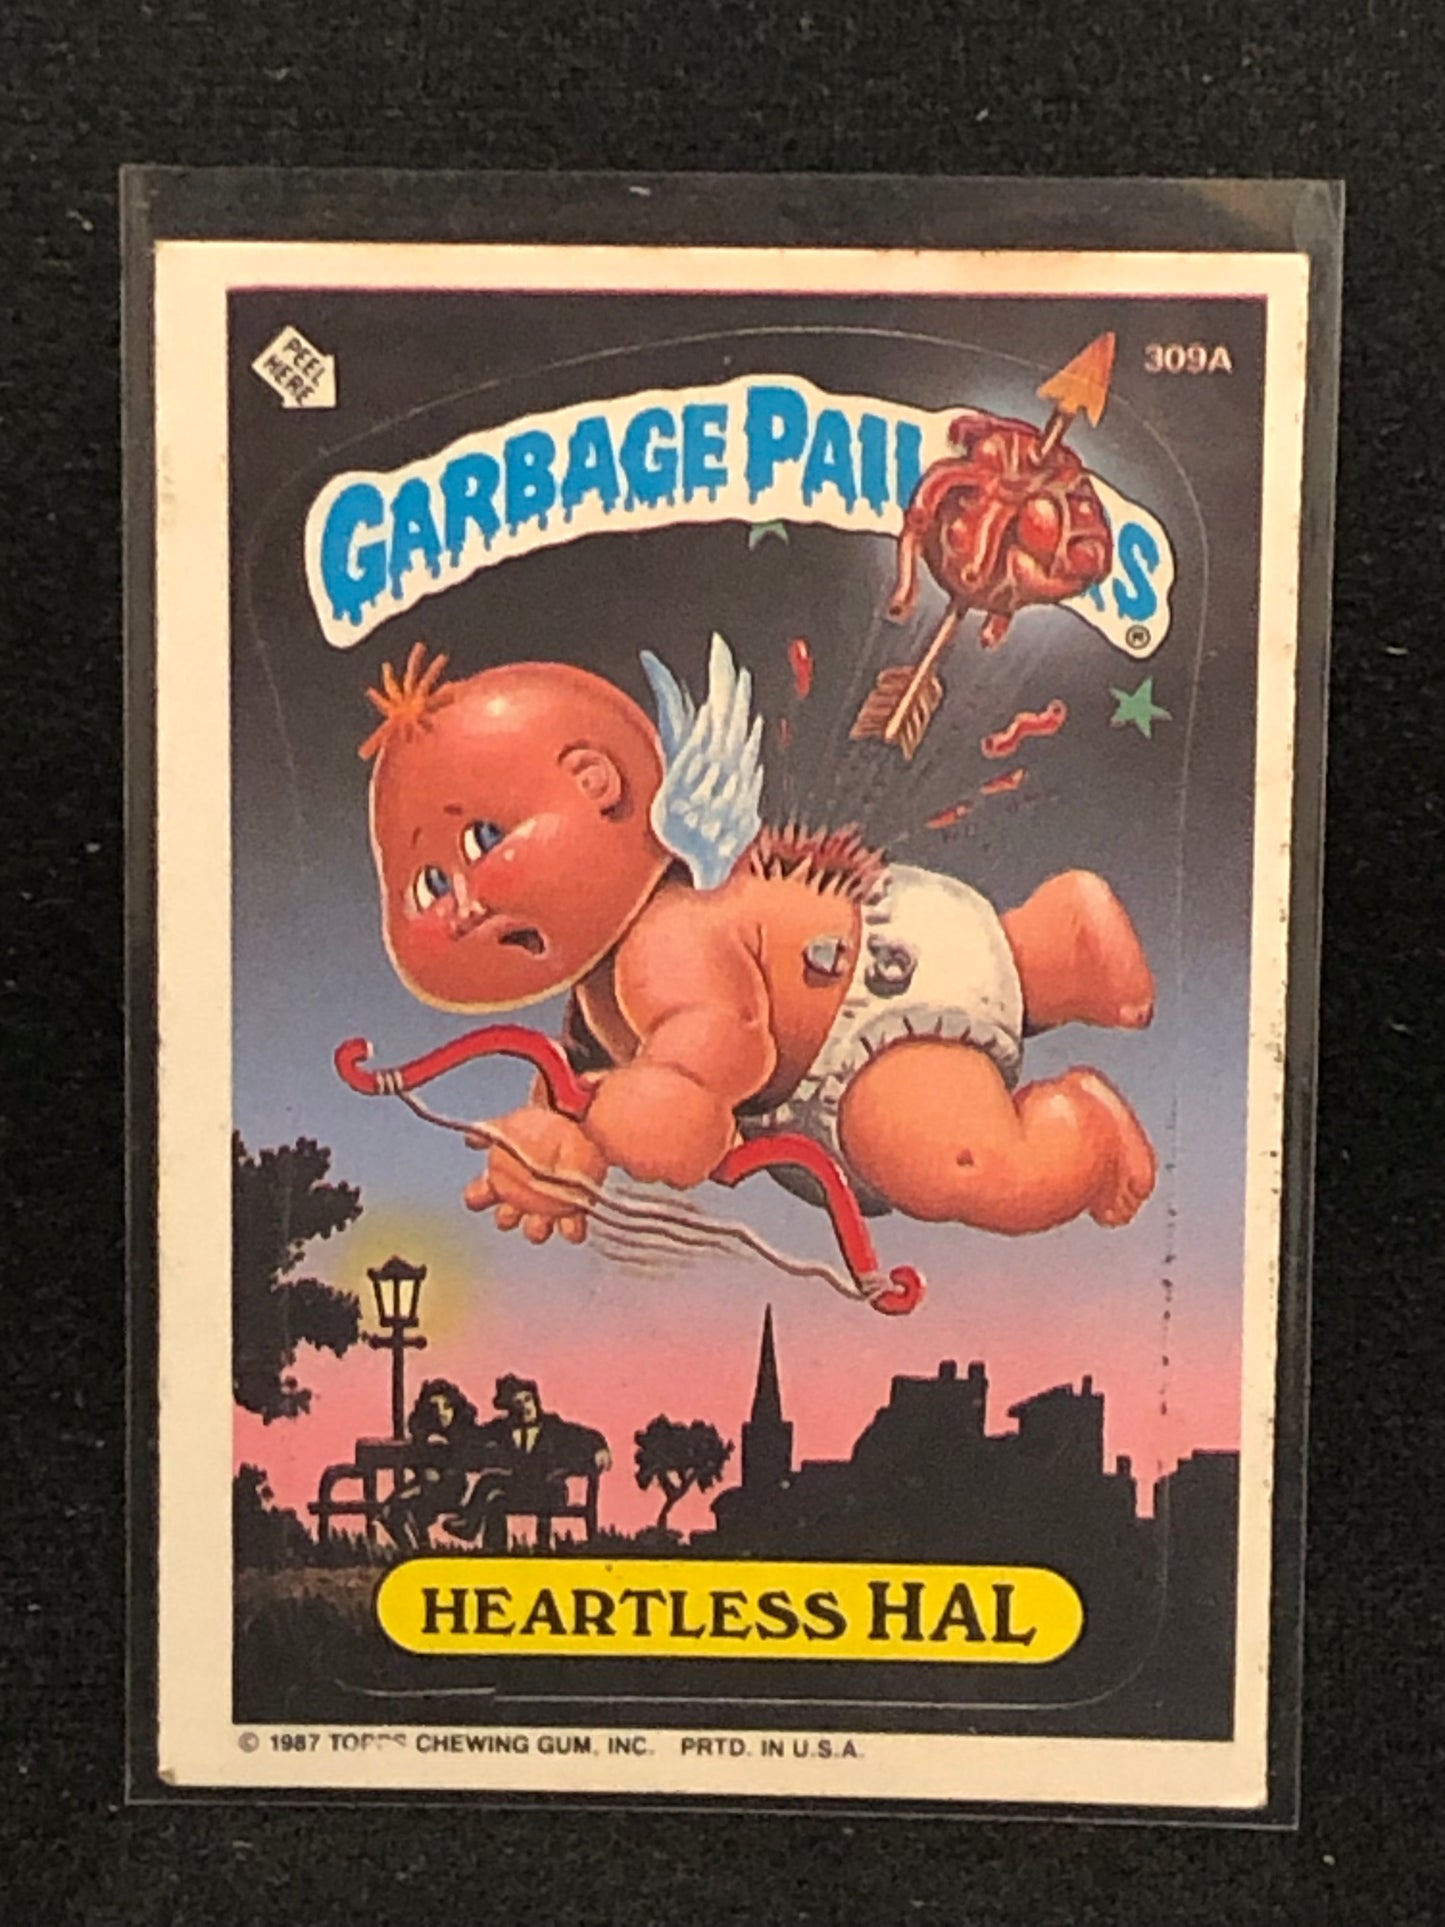 PEEL
HERE
309A
GARBAGE PAIL
S
®
HEARTLESS HAL
© 1987 TOPPS CHEWING GUM, INC. PRTD. IN U.S.A.